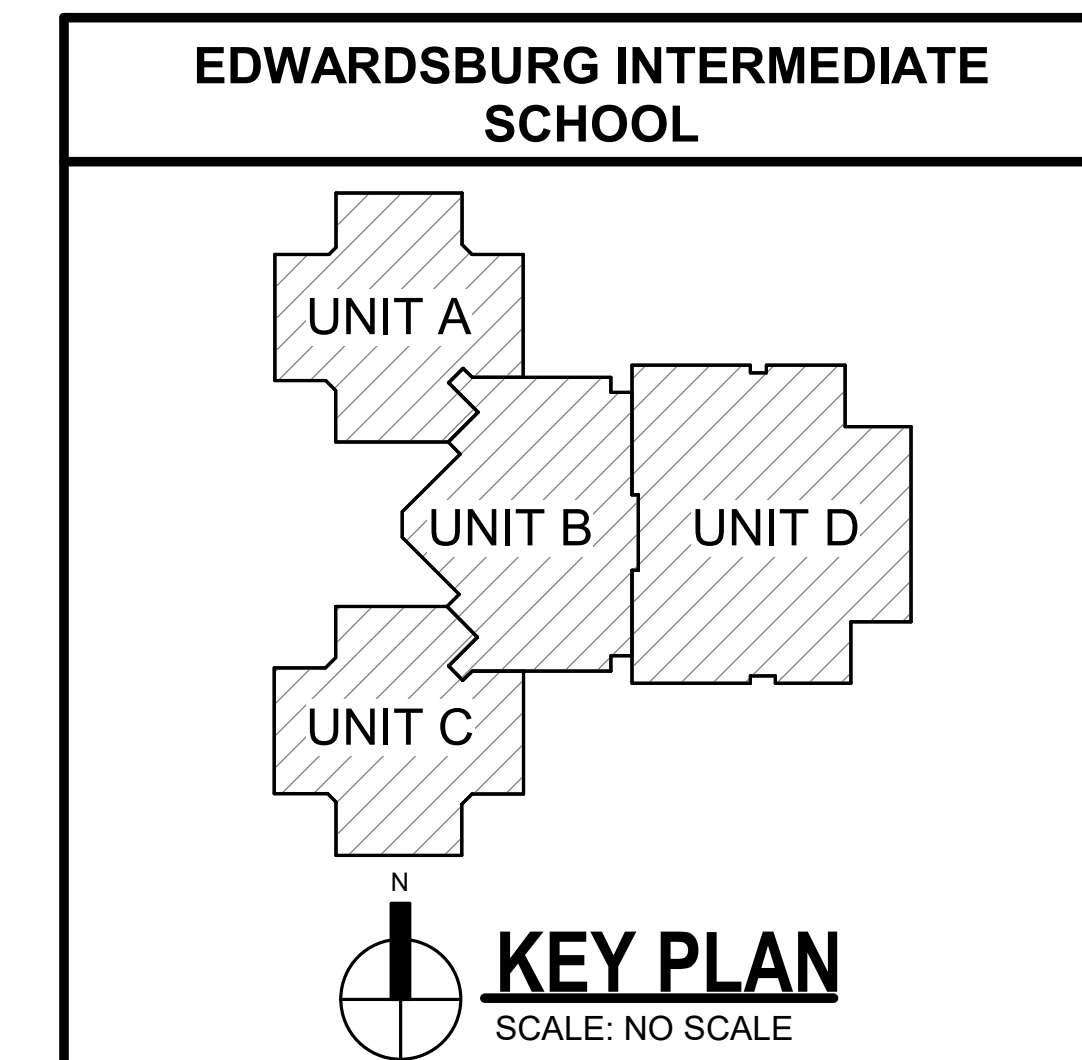 EDWARDSBURG INTERMEDIATE
SCHOOL
UNIT A
UNIT B
UNIT D
UNIT C
N
KEY PLAN
SCALE: NO SCALE